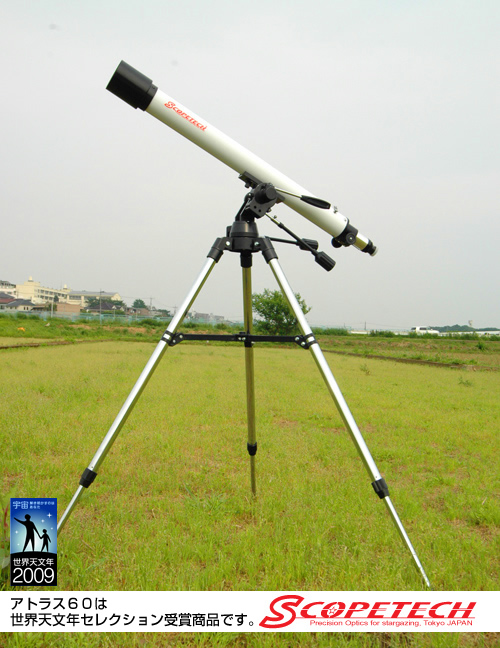 SCOPETECH
宇宙
世界天文年
2009
アトラス60は
世界天文年セレクション受賞商品です。
SCOPETECH
Precision Optics for stargazing, Tokyo JAPAN